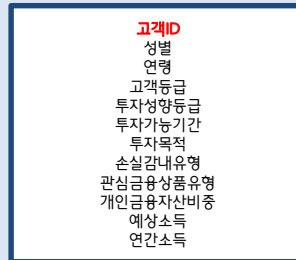 고객ID
성별
연령
고객등급
투자성향등급
투자가능기간
투자목적
손실감내유형
관심금융상품유형
개인금융자산비중
예상소득
연간소득